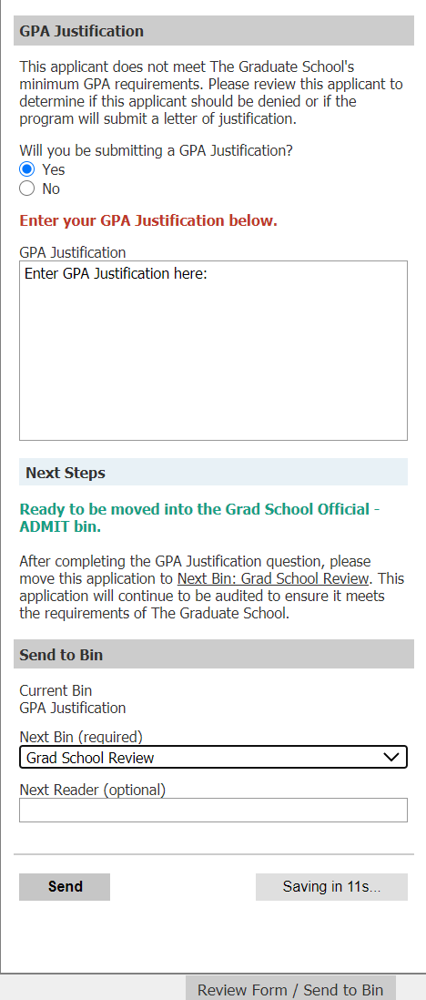 GPA Justification
This applicant does not meet The Graduate School's
minimum GPA requirements. Please review this applicant to
determine if this applicant should be denied or if the
program will submit a letter of justification.
Will you be submitting a GPA Justification?
Yes
No
Enter your GPA Justification below.
GPA Justification
Enter GPA Justification here:
Next Steps
Ready to be moved into the Grad School Official -
ADMIT bin.
After completing the GPA Justification question, please
move this application to Next Bin: Grad School Review. This
application will continue to be audited to ensure it meets
the requirements of The Graduate School.
Send to Bin
Current Bin
GPA Justification
Next Bin (required)
Grad School Review
Next Reader (optional)
Send
Saving in 11s...
Review Form / Send to Bin